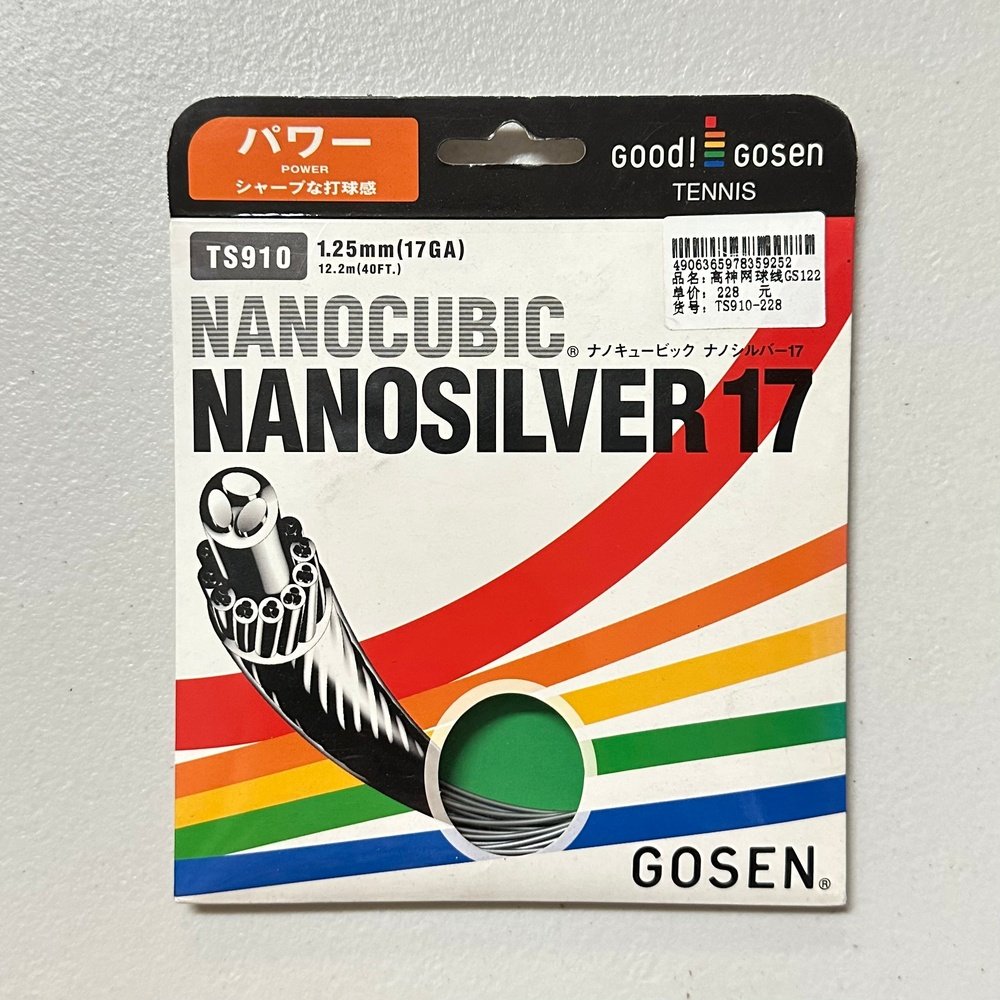 パワー
POWER
シャープな打球感
GOOD! GOSEN
TENNIS
TS910
1.25mm(17GA)
12.2m(40FT.)
4906365978359252
品名:高神网球线GS122
单价: 228 元
货号:TS910-228
NANOCUBIC® ナノキュービック ナノシルバー17
NANOSILVER 17
GOSEN®